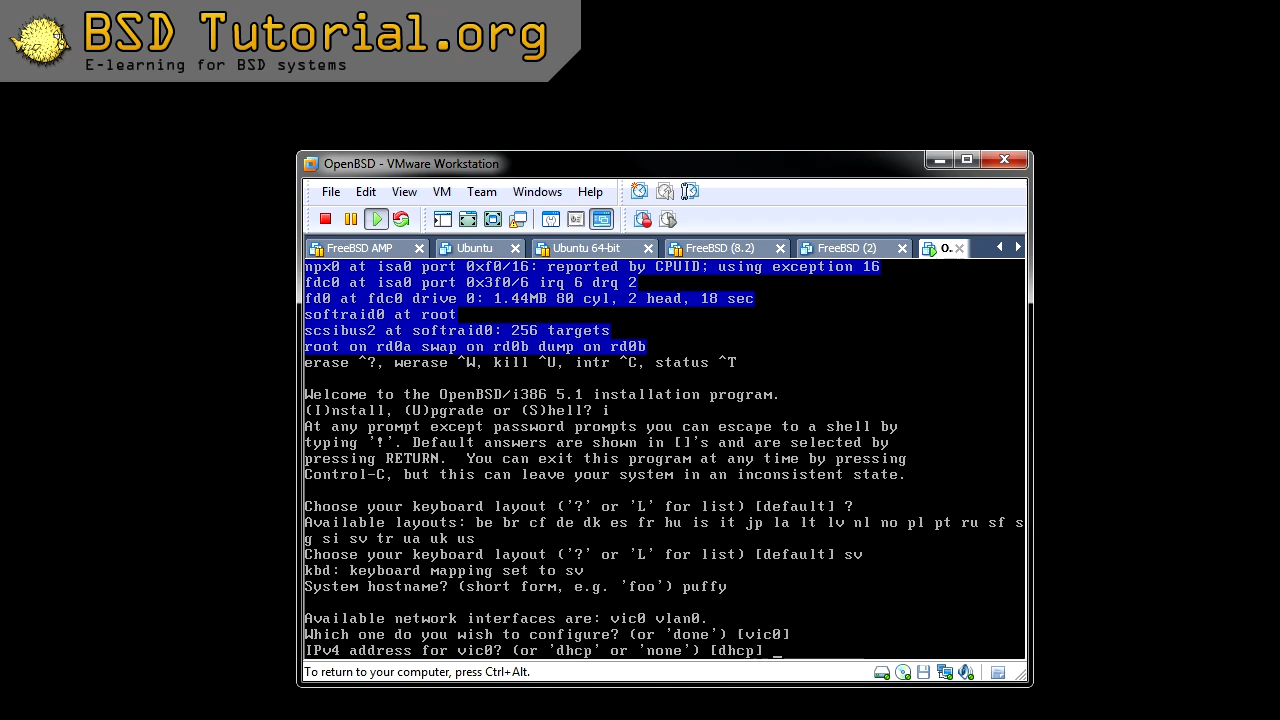 BSD Tutorial.org
E-learning for BSD systems
OpenBSD - VMware Workstation
File Edit View VM Team Windows Help
FreeBSD AMP Ubuntu Ubuntu 64-bit FreeBSD (8.2) FreeBSD (2) O.
npx0 at isa0 port 0xf0/16: reported by CPUID; using exception 16
fdc0 at isa0 port 0x3f0/6 irq 6 drq 2
fd0 at fdc0 drive 0: 1.44MB 80 cyl, 2 head, 18 sec
softraid0 at root
scsibus2 at softraid0: 256 targets
root on rd0a swap on rd0b dump on rd0b
erase ^?, werase ^W, kill ^U, intr ^C, status ^T
Welcome to the OpenBSD/i386 5.1 installation program.
(I)nstall, (U)pgrade or (S)hell? i
At any prompt except password prompts you can escape to a shell by
typing '!'. Default answers are shown in []'s and are selected by
pressing RETURN.  You can exit this program at any time by pressing
Control-C, but this can leave your system in an inconsistent state.
Choose your keyboard layout ('?' or 'L' for list) [default] ?
Available layouts: be br cf de dk es fr hu is it jp la lt lv nl no pl pt ru sf s
g si sv tr ua uk us
Choose your keyboard layout ('?' or 'L' for list) [default] sv
kbd: keyboard mapping set to sv
System hostname? (short form, e.g. 'foo') puffy
Available network interfaces are: vic0 vlan0.
Which one do you wish to configure? (or 'done') [vic0]
IPv4 address for vic0? (or 'dhcp' or 'none') [dhcp] _
To return to your computer, press Ctrl+Alt.